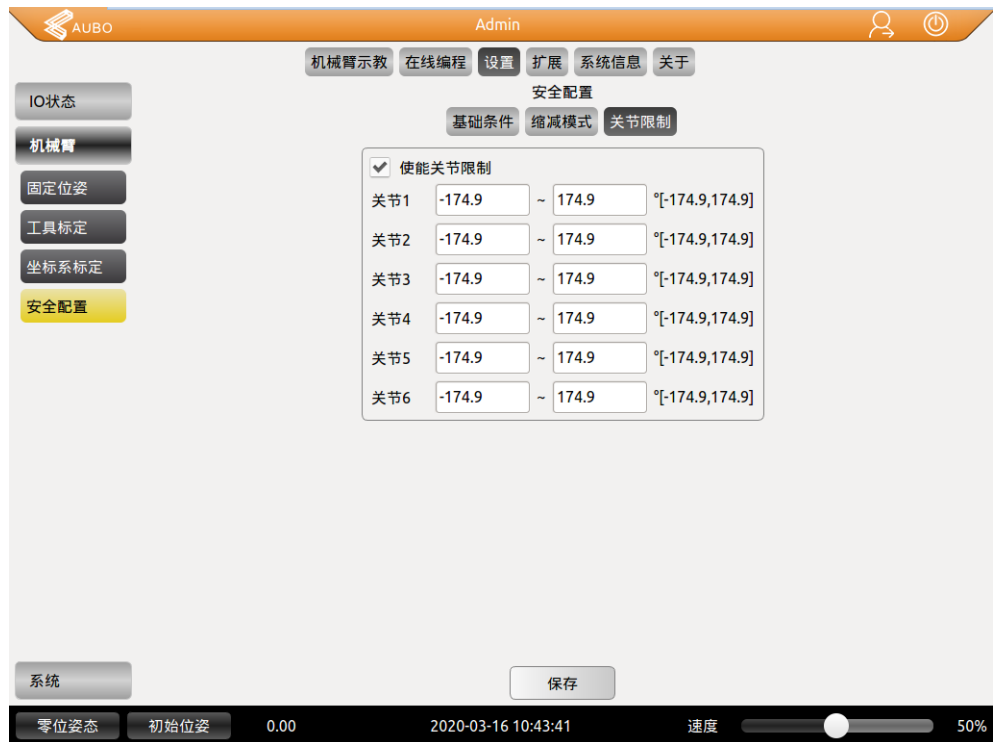 AUBO Admin
机械臂示教 在线编程 设置 扩展 系统信息 关于
安全配置
基础条件 缩减模式 关节限制
IO状态
机械臂
固定位姿
工具标定
坐标系标定
安全配置
使能关节限制
关节1 -174.9 ~ 174.9 °[-174.9,174.9]
关节2 -174.9 ~ 174.9 °[-174.9,174.9]
关节3 -174.9 ~ 174.9 °[-174.9,174.9]
关节4 -174.9 ~ 174.9 °[-174.9,174.9]
关节5 -174.9 ~ 174.9 °[-174.9,174.9]
关节6 -174.9 ~ 174.9 °[-174.9,174.9]
系统 保存
零位姿态 初始位姿 0.00 2020-03-16 10:43:41 速度 50%